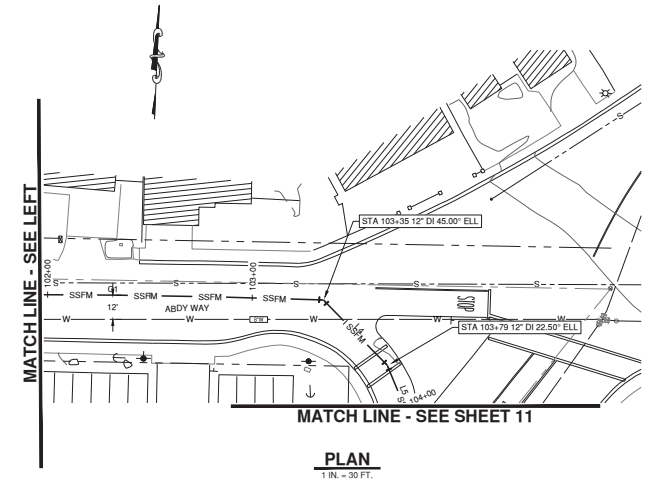 S
STA 103+35 12" DI 45.00° ELL
MATCH LINE - SEE LEFT
102+00
103+00
S
S
S
S
SSFM
SSFM
SSFM
SSFM
12'
ABDY WAY
STOP
W
W
8"W
W
W
W
SSFM
STA 103+79 12" DI 22.50° ELL
L5
104+00
MATCH LINE - SEE SHEET 11
PLAN
1 IN. = 30 FT.